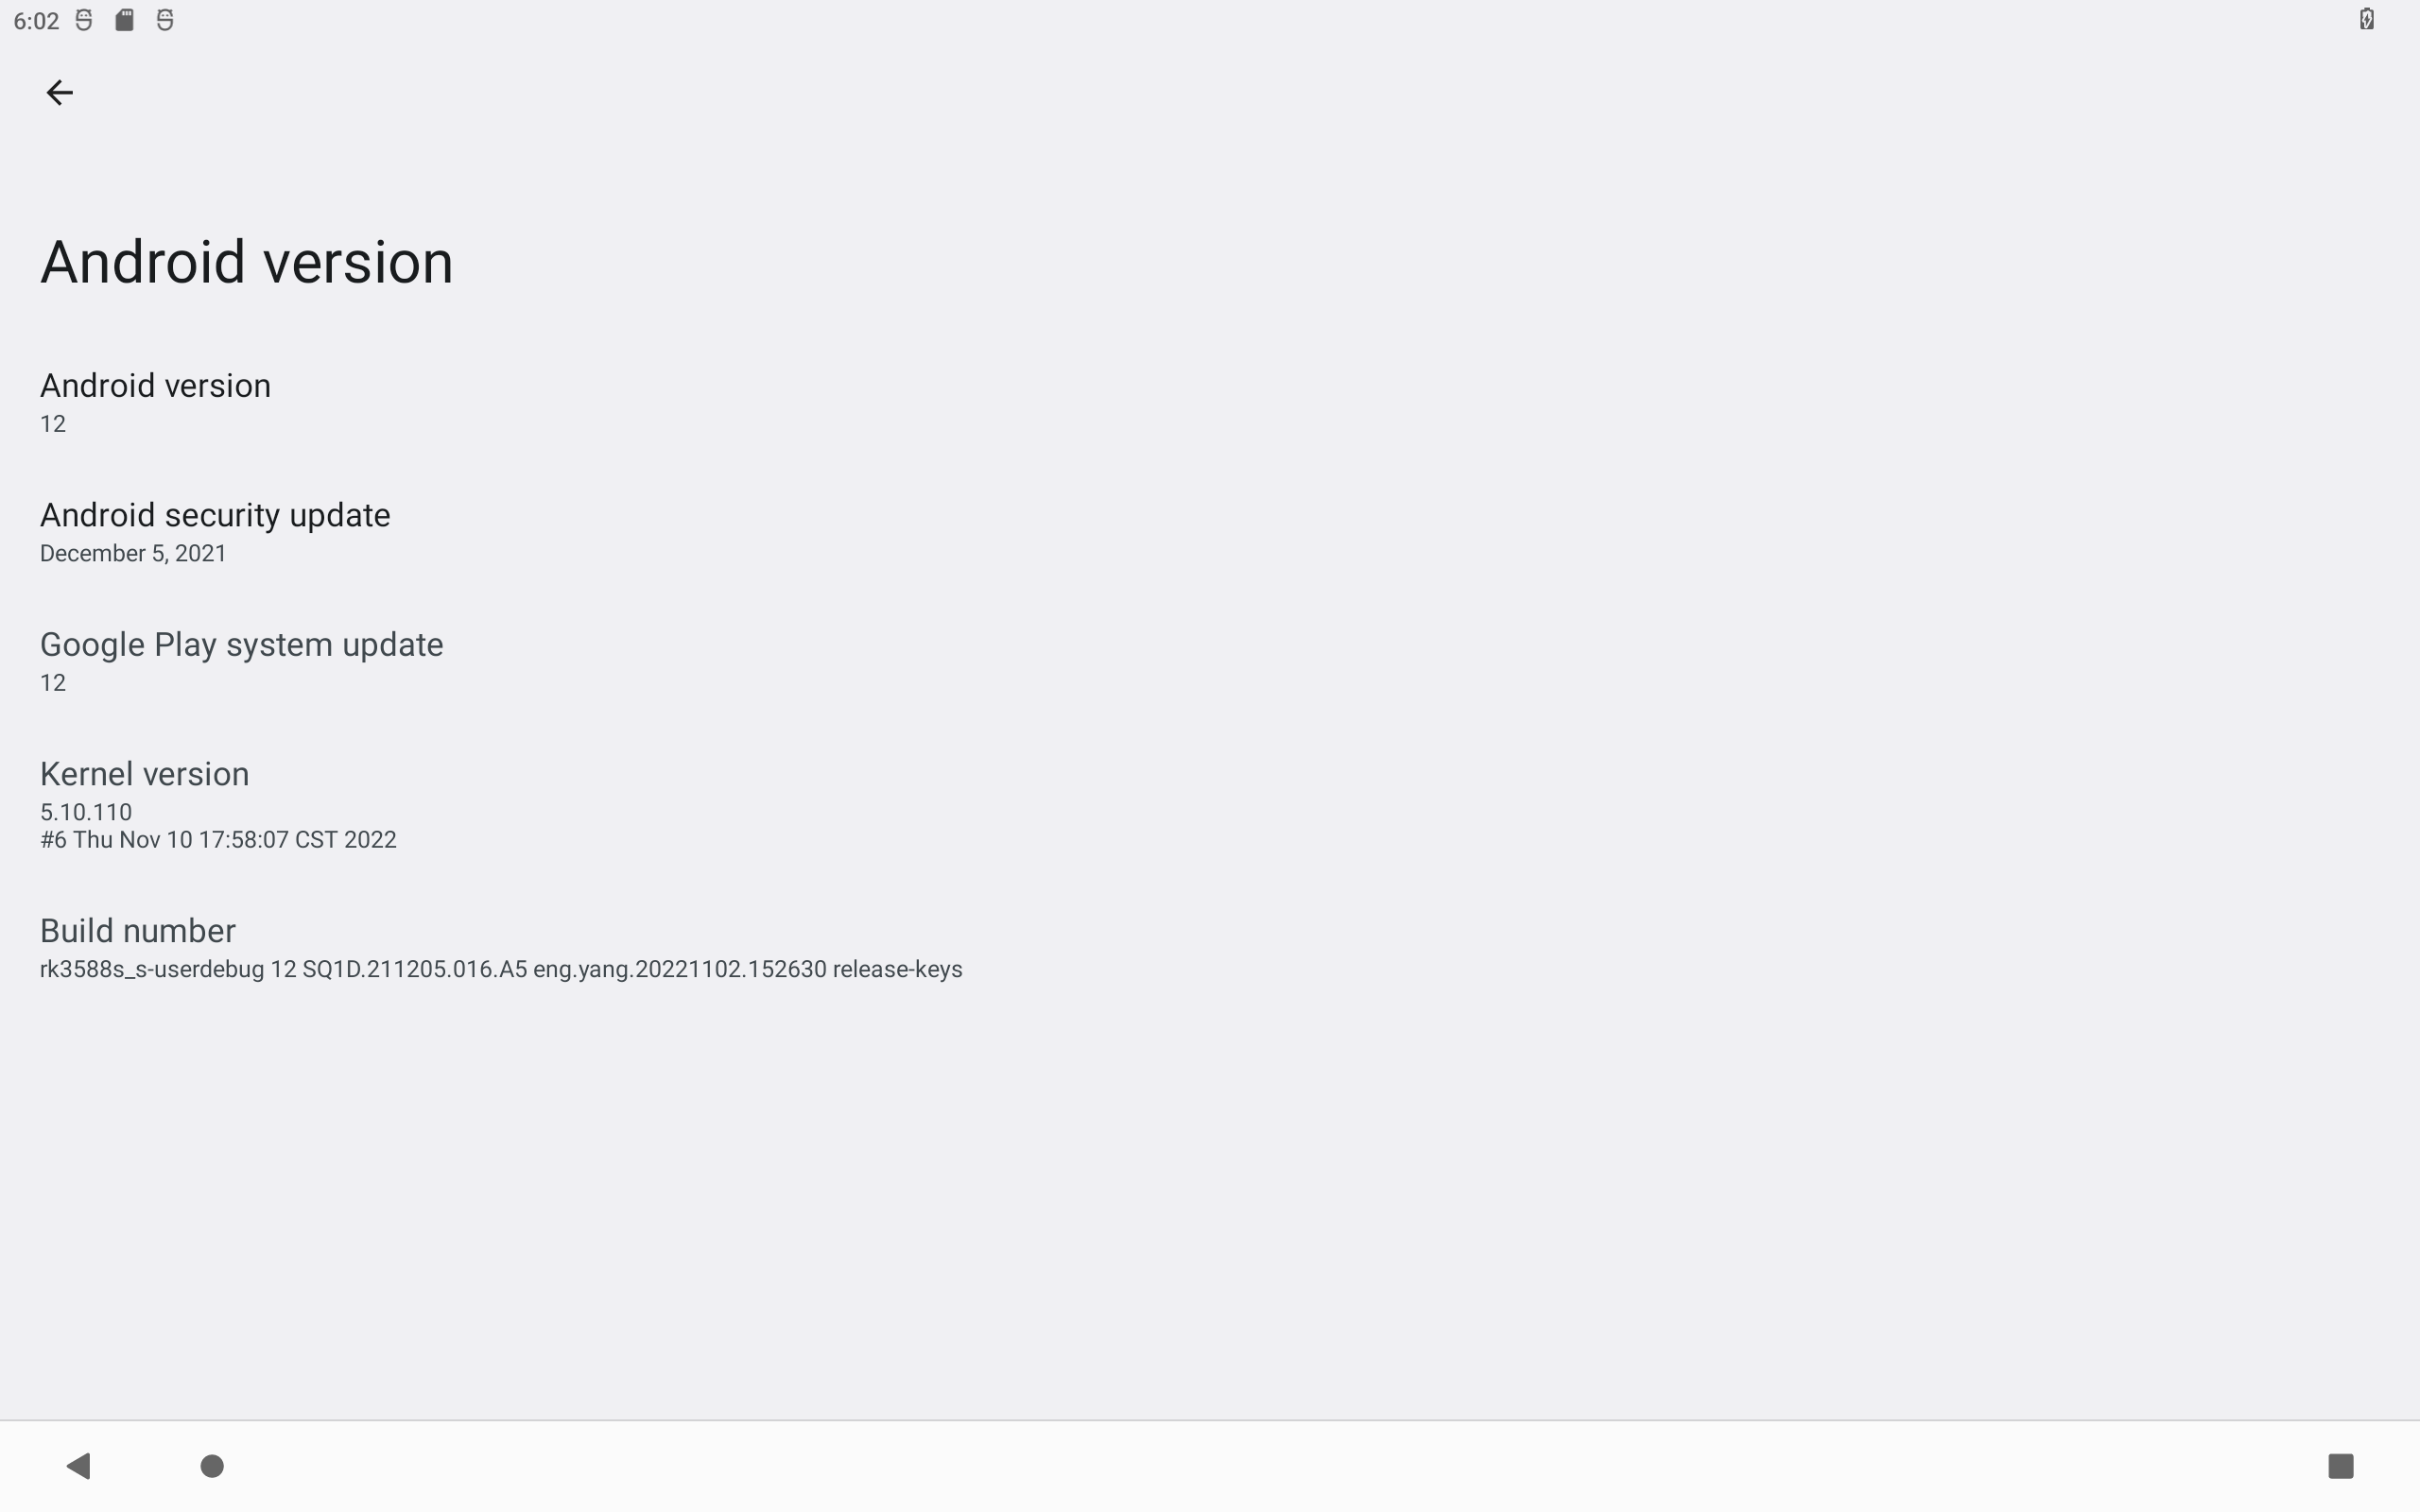 6:02
Android version
Android version
12
Android security update
December 5, 2021
Google Play system update
12
Kernel version
5.10.110
#6 Thu Nov 10 17:58:07 CST 2022
Build number
rk3588s_s-userdebug 12 SQ1D.211205.016.A5 eng.yang.20221102.152630 release-keys